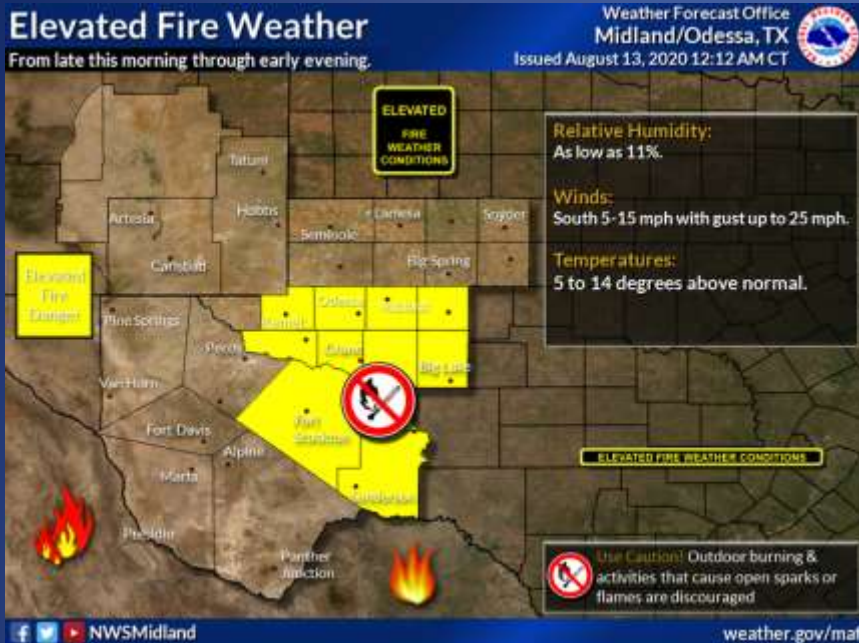 Elevated Fire Weather
From late this morning through early evening.
Weather Forecast Office
Midland/Odessa, TX
Issued August 13, 2020 12:12 AM CT
ELEVATED
FIRE
WEATHER
CONDITIONS
Relative Humidity:
As low as 11%.
Winds:
South 5-15 mph with gust up to 25 mph.
Temperatures:
5 to 14 degrees above normal.
Tatum
Artesia
Hobbs
Lamesa
Snyder
Seminole
Carlsbad
Big Spring
Elevated
Fire
Danger
Odessa
Kermit
Pine Springs
Pecos
Crane
Big Lake
Van Horn
Fort
Stockton
Fort Davis
Alpine
Marfa
Sanderson
Presidio
Panther
Junction
ELEVATED FIRE WEATHER CONDITIONS
Use Caution! Outdoor burning &
activities that cause open sparks or
flames are discouraged
NWSMidland
weather.gov/maf